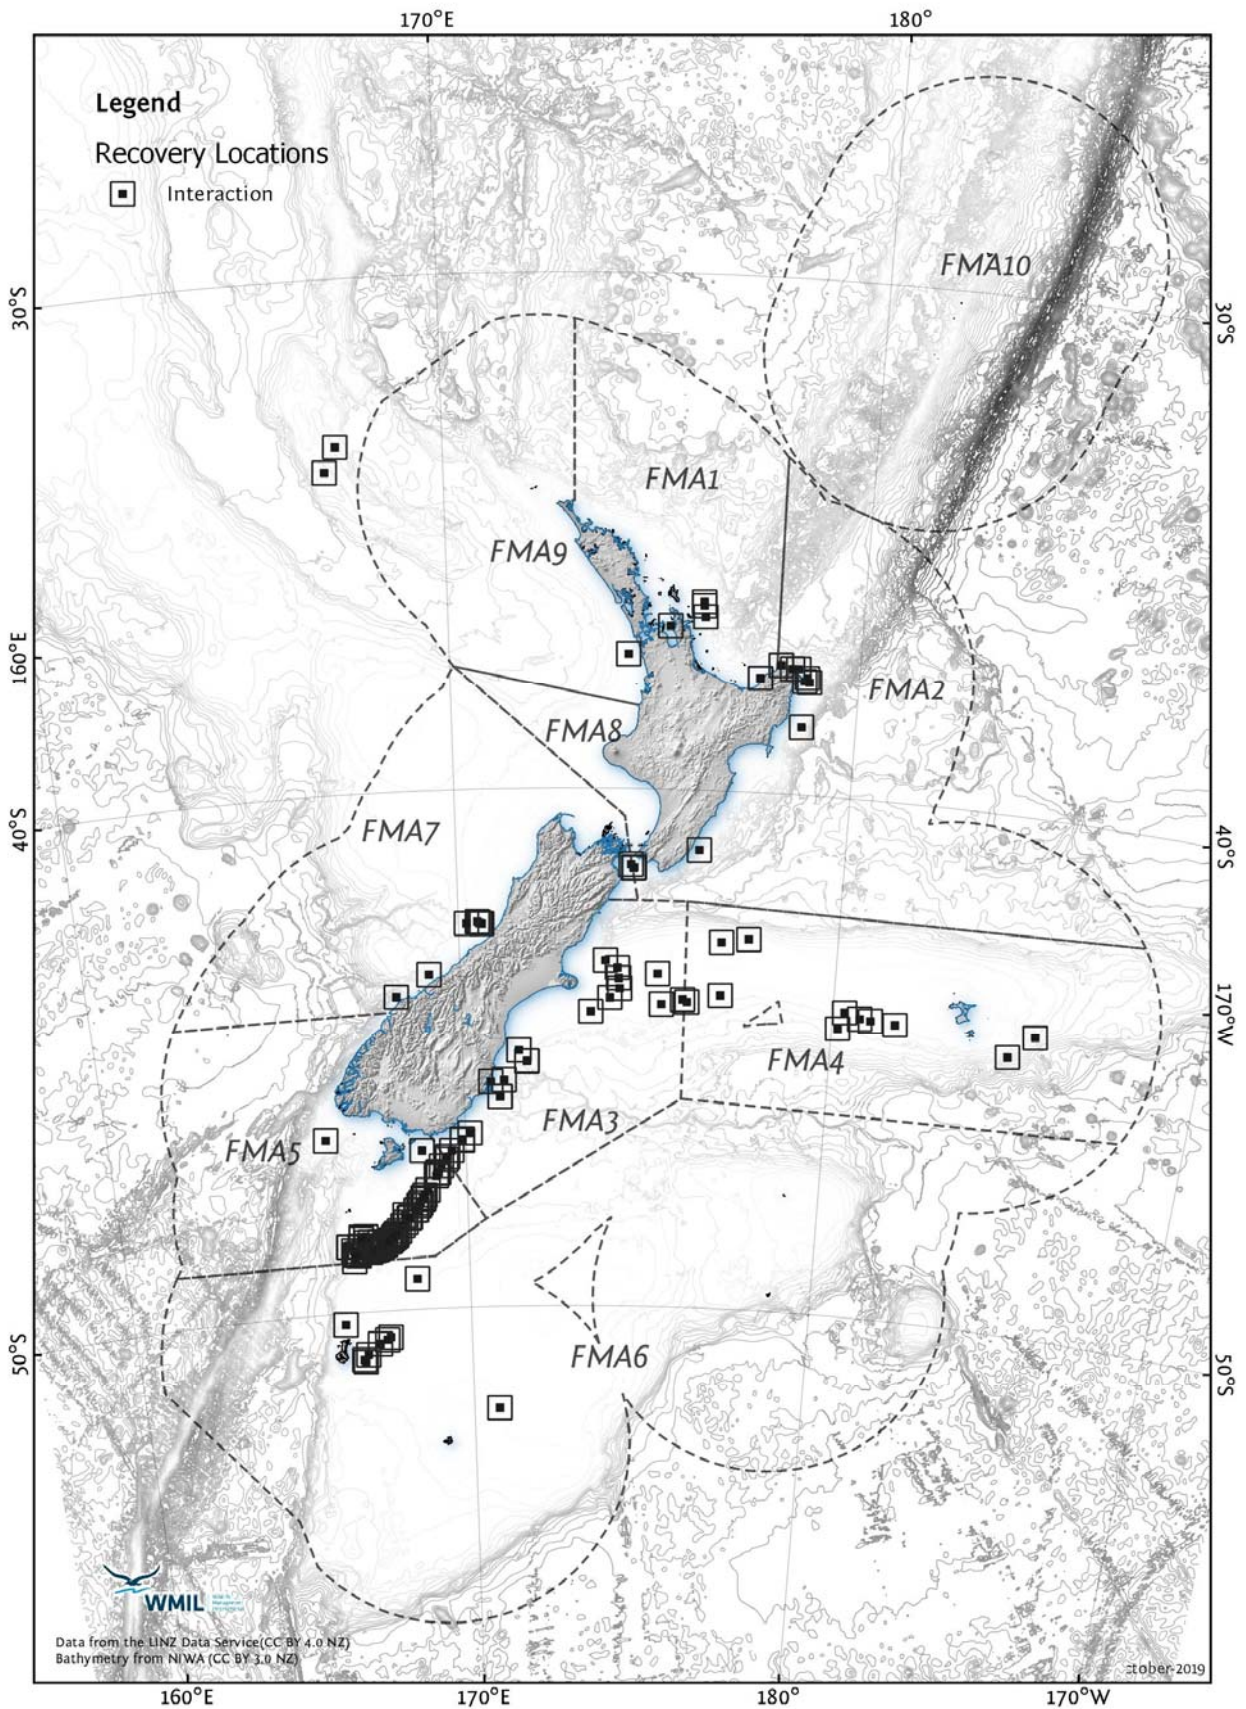 170°E
180°
Legend
Recovery Locations
Interaction
FMA10
30°S
30°S
FMA1
FMA9
160°E
FMA2
FMA8
FMA7
40°S
40°S
170°W
FMA4
FMA3
FMA5
FMA6
50°S
50°S
WMIL
Data from the LINZ Data Service(CC BY 4.0 NZ)
Bathymetry from NIWA (CC BY 3.0 NZ)
tober-2019
160°E
170°E
180°
170°W